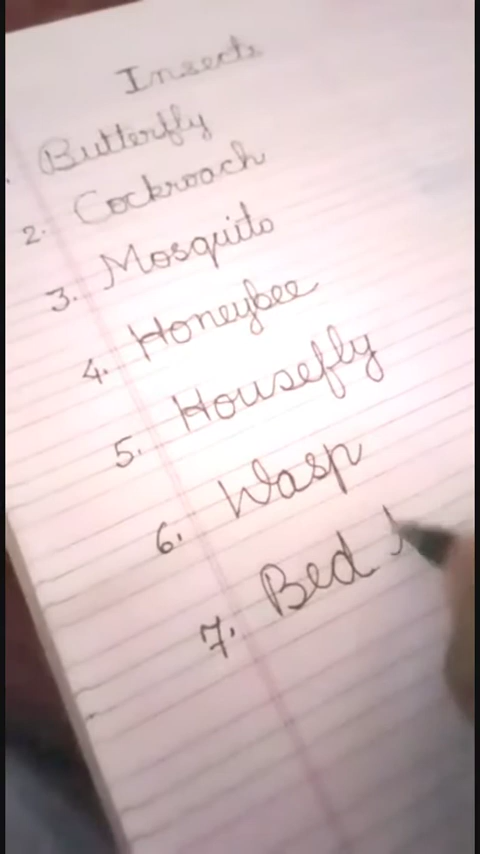 Insects
. Butterfly
2. Cockroach
3. Mosquito
4. Honeybee
5. Housefly
6. Wasp
7. Bed